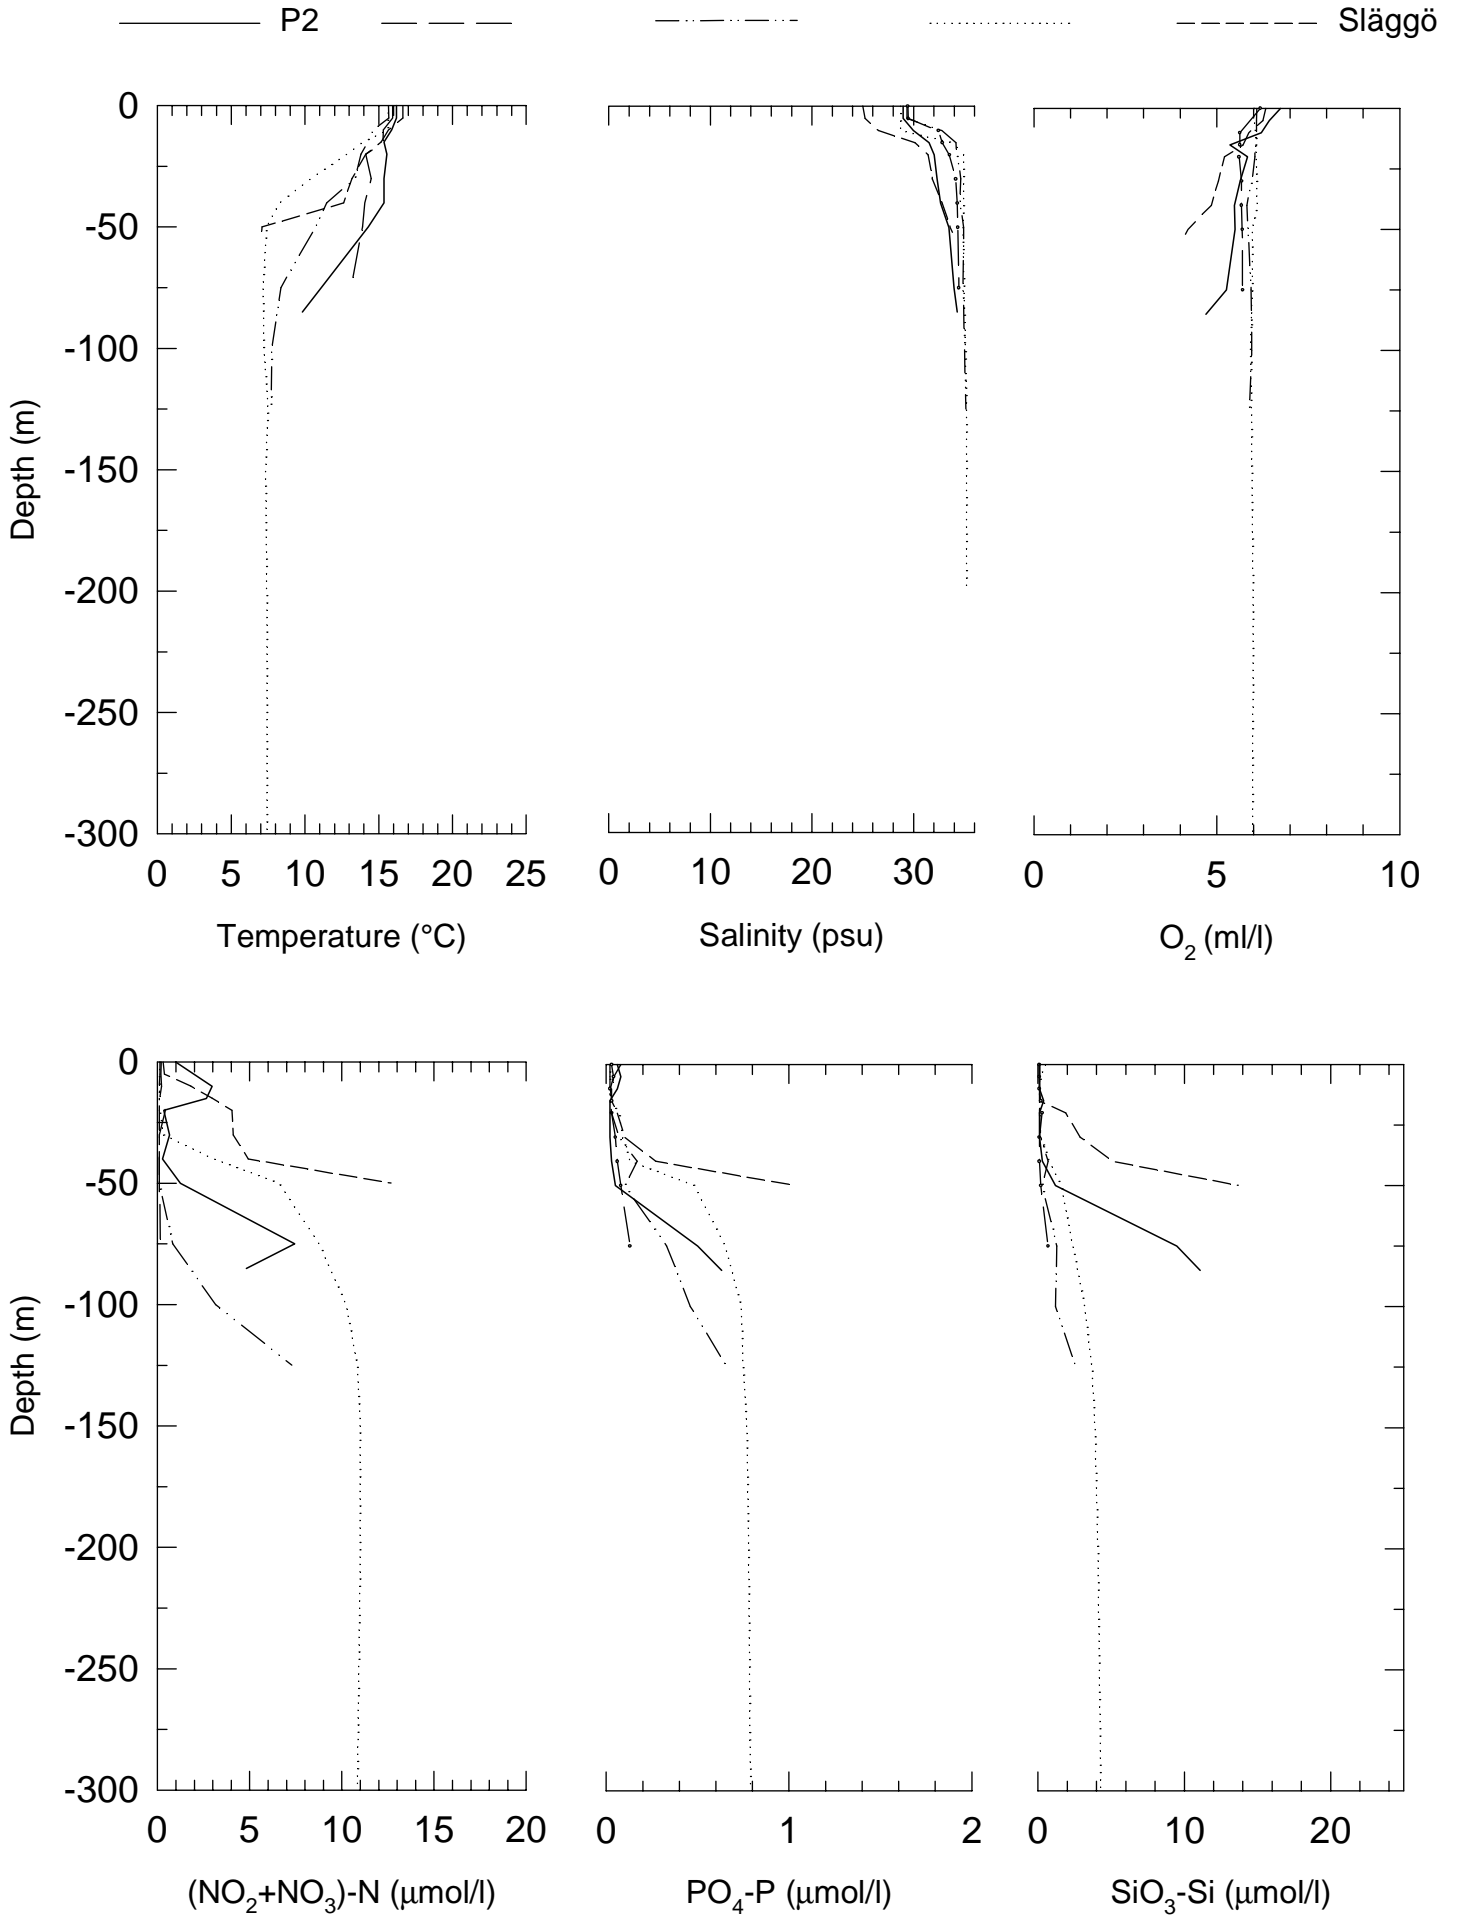 P2 Släggö
0
-50
-100
-150
-200
-250
-300
Depth (m)
0 5 10 15 20 25
Temperature (°C)
0 10 20 30
Salinity (psu)
0 5 10
O2 (ml/l)
0
-50
-100
-150
-200
-250
-300
Depth (m)
0 5 10 15 20
(NO2+NO3)-N (μmol/l)
0 1 2
PO4-P (μmol/l)
0 10 20
SiO3-Si (μmol/l)